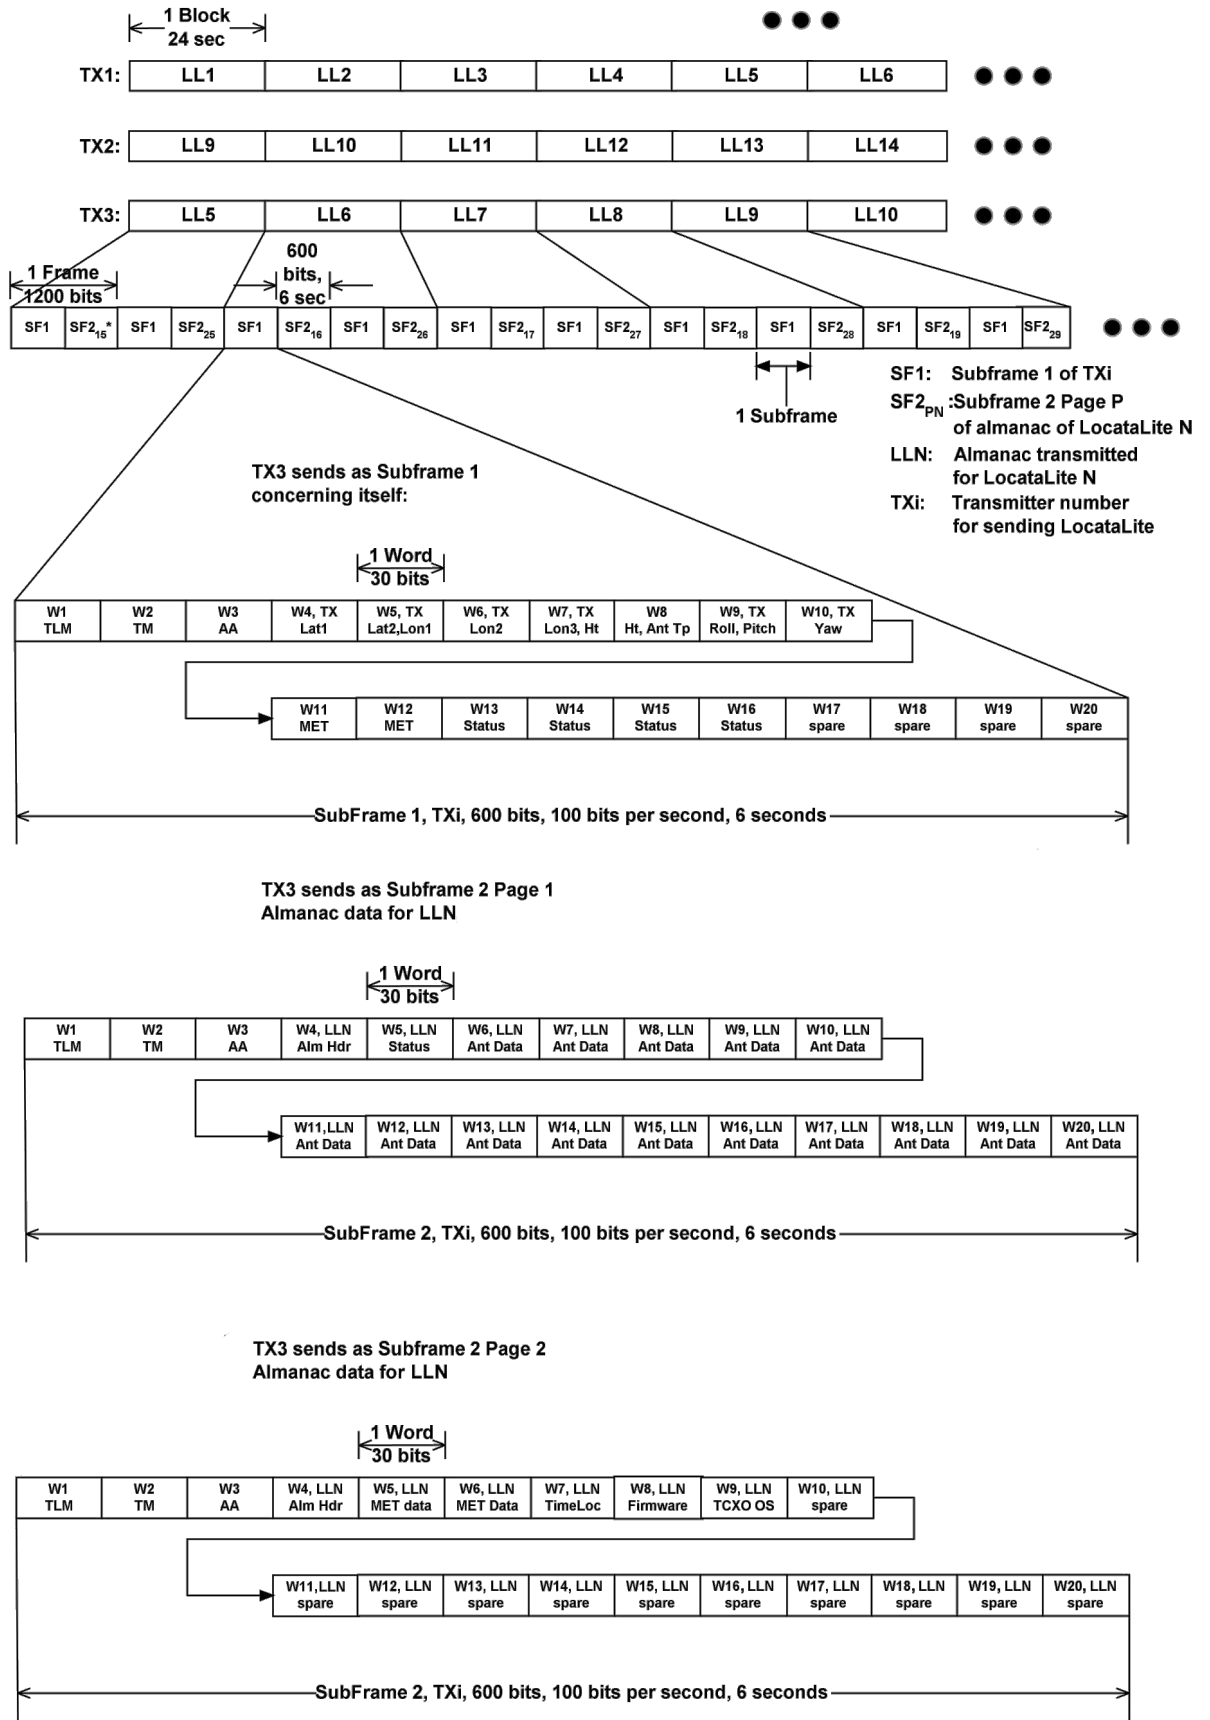 1 Block
24 sec
TX1: LL1 LL2 LL3 LL4 LL5 LL6
TX2: LL9 LL10 LL11 LL12 LL13 LL14
TX3: LL5 LL6 LL7 LL8 LL9 LL10
600
bits,
6 sec
1 Frame
1200 bits
SF1 SF215* SF1 SF225 SF1 SF216 SF1 SF226 SF1 SF217 SF1 SF227 SF1 SF218 SF1 SF228 SF1 SF219 SF1 SF229
1 Subframe
SF1: Subframe 1 of TXi
SF2PN :Subframe 2 Page P
of almanac of LocataLite N
LLN: Almanac transmitted
for LocataLite N
TXi: Transmitter number
for sending LocataLite
TX3 sends as Subframe 1
concerning itself:
1 Word
30 bits
W1 W2 W3 W4, TX W5, TX W6, TX W7, TX W8 W9, TX W10, TX
TLM TM AA Lat1 Lat2,Lon1 Lon2 Lon3, Ht Ht, Ant Tp Roll, Pitch Yaw
W11 W12 W13 W14 W15 W16 W17 W18 W19 W20
MET MET Status Status Status Status spare spare spare spare
SubFrame 1, TXi, 600 bits, 100 bits per second, 6 seconds
TX3 sends as Subframe 2 Page 1
Almanac data for LLN
1 Word
30 bits
W1 W2 W3 W4, LLN W5, LLN W6, LLN W7, LLN W8, LLN W9, LLN W10, LLN
TLM TM AA Alm Hdr Status Ant Data Ant Data Ant Data Ant Data Ant Data
W11,LLN W12, LLN W13, LLN W14, LLN W15, LLN W16, LLN W17, LLN W18, LLN W19, LLN W20, LLN
Ant Data Ant Data Ant Data Ant Data Ant Data Ant Data Ant Data Ant Data Ant Data Ant Data
SubFrame 2, TXi, 600 bits, 100 bits per second, 6 seconds
TX3 sends as Subframe 2 Page 2
Almanac data for LLN
1 Word
30 bits
W1 W2 W3 W4, LLN W5, LLN W6, LLN W7, LLN W8, LLN W9, LLN W10, LLN
TLM TM AA Alm Hdr MET data MET Data TimeLoc Firmware TCXO OS spare
W11,LLN W12, LLN W13, LLN W14, LLN W15, LLN W16, LLN W17, LLN W18, LLN W19, LLN W20, LLN
spare spare spare spare spare spare spare spare spare spare
SubFrame 2, TXi, 600 bits, 100 bits per second, 6 seconds